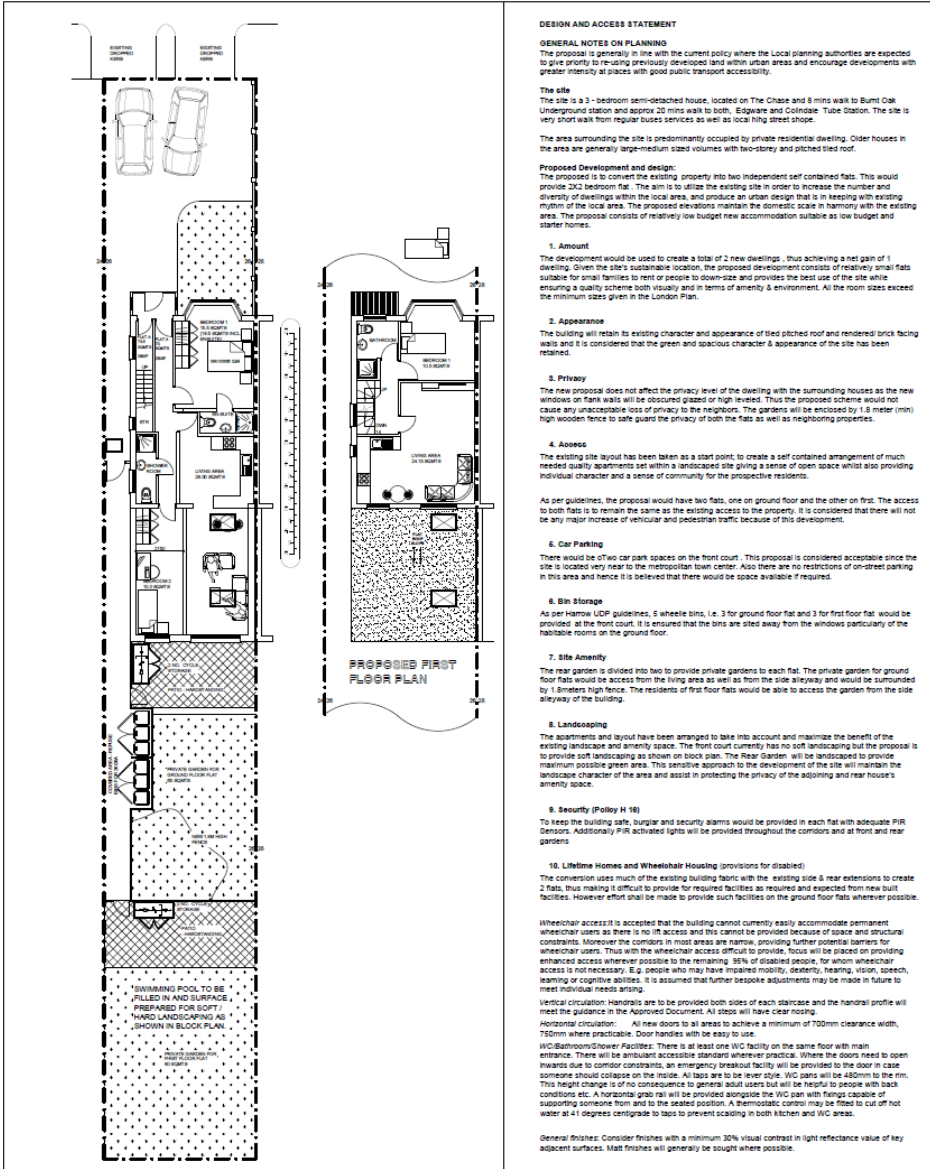 EXISTING
DROPPED
KERB
EXISTING
DROPPED
KERB
BEDROOM 1
UP
LIVING AREA
BEDROOM 2
2 NO. CYCLE
STORAGE
PATIO - HARDSTANDING
PRIVATE GARDEN FOR
GROUND FLOOR FLAT
NEW 1.8M HIGH
FENCE
2 NO. CYCLE
STORAGE
PATIO -
HARDSTANDING
SWIMMING POOL TO BE
FILLED IN AND SURFACE
PREPARED FOR SOFT /
HARD LANDSCAPING AS
SHOWN IN BLOCK PLAN.
PRIVATE GARDEN FOR
FIRST FLOOR FLAT
BATHROOM
BEDROOM 1
LIVING AREA
PROPOSED FIRST
FLOOR PLAN
DESIGN AND ACCESS STATEMENT
GENERAL NOTES ON PLANNING
The proposal is generally in line with the current policy where the Local planning authorities are expected
to give priority to re-using previously developed land within urban areas and encourage developments with
greater intensity at places with good public transport accessibility.
The site
The site is a 3 - bedroom semi-detached house, located on The Chase and 8 mins walk to Burnt Oak
Underground station and approx 20 mins walk to both, Edgware and Colindale Tube Station. The site is
very short walk from regular buses services as well as local hihg street shops.
The area surrounding the site is predominantly occupied by private residential dwelling. Older houses in
the area are generally large-medium sized volumes with two-storey and pitched tiled roof.
Proposed Development and design:
The proposed is to convert the existing property into two independent self contained flats. This would
provide 2X2 bedroom flat . The aim is to utilize the existing site in order to increase the number and
diversity of dwellings within the local area, and produce an urban design that is in keeping with existing
rhythm of the local area. The proposed elevations maintain the domestic scale in harmony with the existing
area. The proposal consists of relatively low budget new accommodation suitable as low budget and
starter homes.
1. Amount
The development would be used to create a total of 2 new dwellings , thus achieving a net gain of 1
dwelling. Given the site's sustainable location, the proposed development consists of relatively small flats
suitable for small families to rent or people to down-size and provides the best use of the site while
ensuring a quality scheme both visually and in terms of amenity & environment. All the room sizes exceed
the minimum sizes given in the London Plan.
2. Appearance
The building will retain its existing character and appearance of tiled pitched roof and rendered/ brick facing
walls and it is considered that the green and spacious character & appearance of the site has been
retained.
3. Privacy
The new proposal does not affect the privacy level of the dwelling with the surrounding houses as the new
windows on flank walls will be obscured glazed or high leveled. Thus the proposed scheme would not
cause any unacceptable loss of privacy to the neighbors. The gardens will be enclosed by 1.8 meter (min)
high wooden fence to safe guard the privacy of both the flats as well as neighboring properties.
4. Access
The existing site layout has been taken as a start point; to create a self contained arrangement of much
needed quality apartments set within a landscaped site giving a sense of open space whilst also providing
individual character and a sense of community for the prospective residents.
As per guidelines, the proposal would have two flats, one on ground floor and the other on first. The access
to both flats is to remain the same as the existing access to the property. It is considered that there will not
be any major increase of vehicular and pedestrian traffic because of this development.
5. Car Parking
There would be oTwo car park spaces on the front court . This proposal is considered acceptable since the
site is located very near to the metropolitan town center. Also there are no restrictions of on-street parking
in this area and hence it is believed that there would be space available if required.
6. Bin Storage
As per Harrow UDP guidelines, 5 wheelie bins, i.e. 3 for ground floor flat and 3 for first floor flat would be
provided at the front court. It is ensured that the bins are sited away from the windows particularly of the
habitable rooms on the ground floor.
7. Site Amenity
The rear garden is divided into two to provide private gardens to each flat. The private garden for ground
floor flats would be access from the living area as well as from the side alleyway and would be surrounded
by 1.8meters high fence. The residents of first floor flats would be able to access the garden from the side
alleyway of the building.
8. Landscaping
The apartments and layout have been arranged to take into account and maximize the benefit of the
existing landscape and amenity space. The front court currently has no soft landscaping but the proposal is
to provide soft landscaping as shown on block plan. The Rear Garden will be landscaped to provide
maximum possible green area. This sensitive approach to the development of the site will maintain the
landscape character of the area and assist in protecting the privacy of the adjoining and rear house's
amenity space.
9. Security (Policy H 16)
To keep the building safe, burglar and security alarms would be provided in each flat with adequate PIR
Sensors. Additionally PIR activated lights will be provided throughout the corridors and at front and rear
gardens
10. Lifetime Homes and Wheelchair Housing (provisions for disabled)
The conversion uses much of the existing building fabric with the existing side & rear extensions to create
2 flats, thus making it difficult to provide for required facilities as required and expected from new built
facilities. However effort shall be made to provide such facilities on the ground floor flats wherever possible.
Wheelchair access:It is accepted that the building cannot currently easily accommodate permanent
wheelchair users as there is no lift access and this cannot be provided because of space and structural
constraints. Moreover the corridors in most areas are narrow, providing further potential barriers for
wheelchair users. Thus with the wheelchair access difficult to provide, focus will be placed on providing
enhanced access wherever possible to the remaining 95% of disabled people, for whom wheelchair
access is not necessary. E.g. people who may have impaired mobility, dexterity, hearing, vision, speech,
learning or cognitive abilities. It is assumed that further bespoke adjustments may be made in future to
meet individual needs arising.
Vertical circulation: Handrails are to be provided both sides of each staircase and the handrail profile will
meet the guidance in the Approved Document. All steps will have clear nosing.
Horizontal circulation: All new doors to all areas to achieve a minimum of 700mm clearance width,
750mm where practicable. Door handles with be easy to use.
WC/Bathroom/Shower Facilities: There is at least one WC facility on the same floor with main
entrance. There will be ambulant accessible standard wherever practical. Where the doors need to open
inwards due to corridor constraints, an emergency breakout facility will be provided to the door in case
someone should collapse on the inside. All taps are to be lever style. WC pans will be 480mm to the rim.
This height change is of no consequence to general adult users but will be helpful to people with back
conditions etc. A horizontal grab rail will be provided alongside the WC pan with fixings capable of
supporting someone from and to the seated position. A thermostatic control may be fitted to cut off hot
water at 41 degrees centigrade to taps to prevent scalding in both kitchen and WC areas.
General finishes: Consider finishes with a minimum 30% visual contrast in light reflectance value of key
adjacent surfaces. Matt finishes will generally be sought where possible.